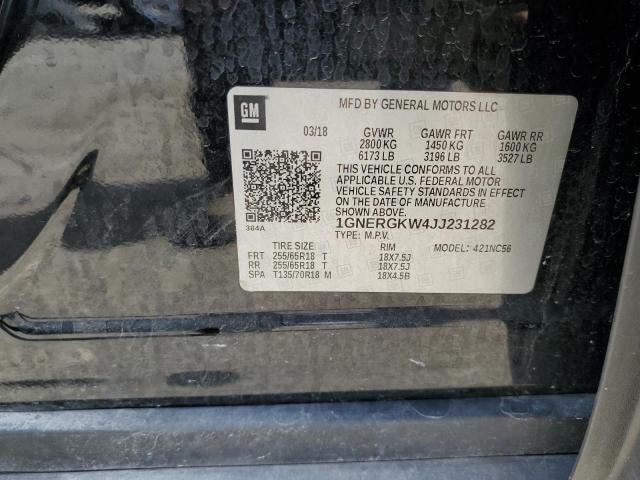 GM
MFD BY GENERAL MOTORS LLC
03/18 GVWR GAWR FRT GAWR RR
2800 KG 1450 KG 1600 KG
6173 LB 3196 LB 3527 LB
THIS VEHICLE CONFORMS TO ALL
APPLICABLE U.S. FEDERAL MOTOR
VEHICLE SAFETY STANDARDS IN EFFECT
ON THE DATE OF MANUFACTURE
384A 1GNERGKW4JJ231282
TYPE: M.P.V. MODEL: 421NC56
TIRE SIZE RIM
FRT 255/65R18 T 18X7.5J
RR 255/65R18 T 18X7.5J
SPA T135/70R18 M 18X4.5B